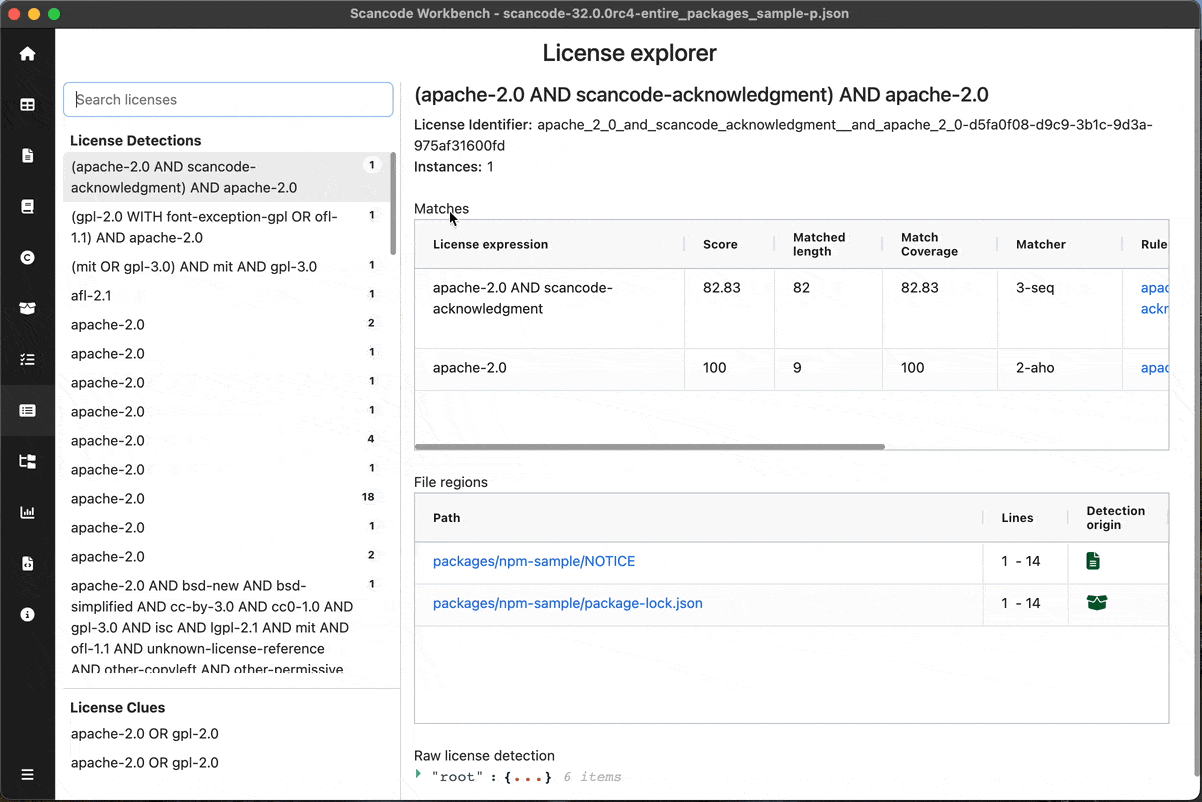 Scancode Workbench - scancode-32.0.0rc4-entire_packages_sample-p.json
License explorer
Search licenses
License Detections
(apache-2.0 AND scancode-
acknowledgment) AND apache-2.0
1
(gpl-2.0 WITH font-exception-gpl OR ofl-
1.1) AND apache-2.0
1
(mit OR gpl-3.0) AND mit AND gpl-3.0
1
afl-2.1
1
apache-2.0
2
apache-2.0
1
apache-2.0
1
apache-2.0
1
apache-2.0
4
apache-2.0
1
apache-2.0
18
apache-2.0
1
apache-2.0
2
apache-2.0 AND bsd-new AND bsd-
1
simplified AND cc-by-3.0 AND cc0-1.0 AND
gpl-3.0 AND isc AND lgpl-2.1 AND mit AND
ofl-1.1 AND unknown-license-reference
AND other-copyleft AND other-permissive
License Clues
apache-2.0 OR gpl-2.0
apache-2.0 OR gpl-2.0
(apache-2.0 AND scancode-acknowledgment) AND apache-2.0
License Identifier: apache_2_0_and_scancode_acknowledgment__and_apache_2_0-d5fa0f08-d9c9-3b1c-9d3a-
975af31600fd
Instances: 1
Matches
License expression
Score
Matched
length
Match
Coverage
Matcher
Rule
apache-2.0 AND scancode-
acknowledgment
82.83
82
82.83
3-seq
apac
ackr
apache-2.0
100
9
100
2-aho
apac
File regions
Path
Lines
Detection
origin
packages/npm-sample/NOTICE
1 - 14
packages/npm-sample/package-lock.json
1 - 14
Raw license detection
"root" : {...} 6 items